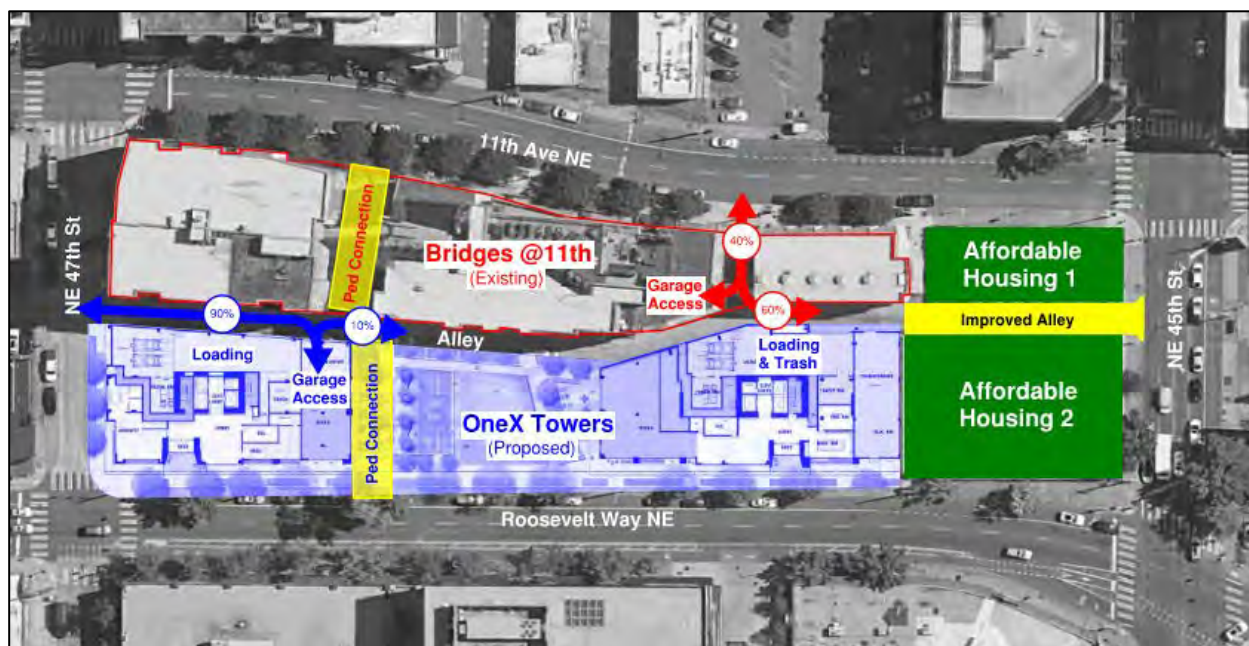 11th Ave NE
NE 47th St
Ped Connection
Bridges @11th
(Existing)
40%
Garage
Access
60%
Affordable
Housing 1
Improved Alley
NE 45th St
90%
10%
Alley
Loading
Garage
Access
Ped Connection
OneX Towers
(Proposed)
Loading
& Trash
Affordable
Housing 2
Roosevelt Way NE